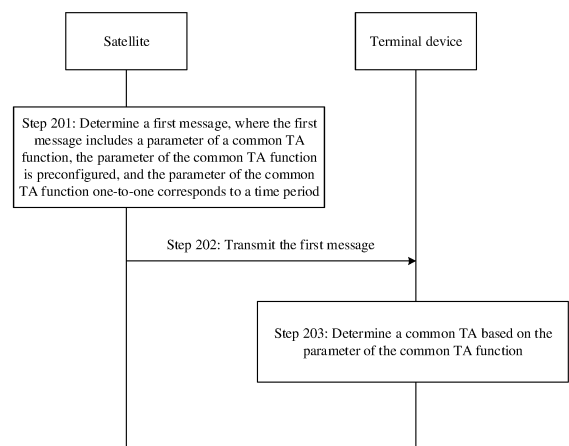 Satellite
Terminal device
Step 201: Determine a first message, where the first
message includes a parameter of a common TA
function, the parameter of the common TA function
is preconfigured, and the parameter of the common
TA function one-to-one corresponds to a time period
Step 202: Transmit the first message
Step 203: Determine a common TA based on the
parameter of the common TA function